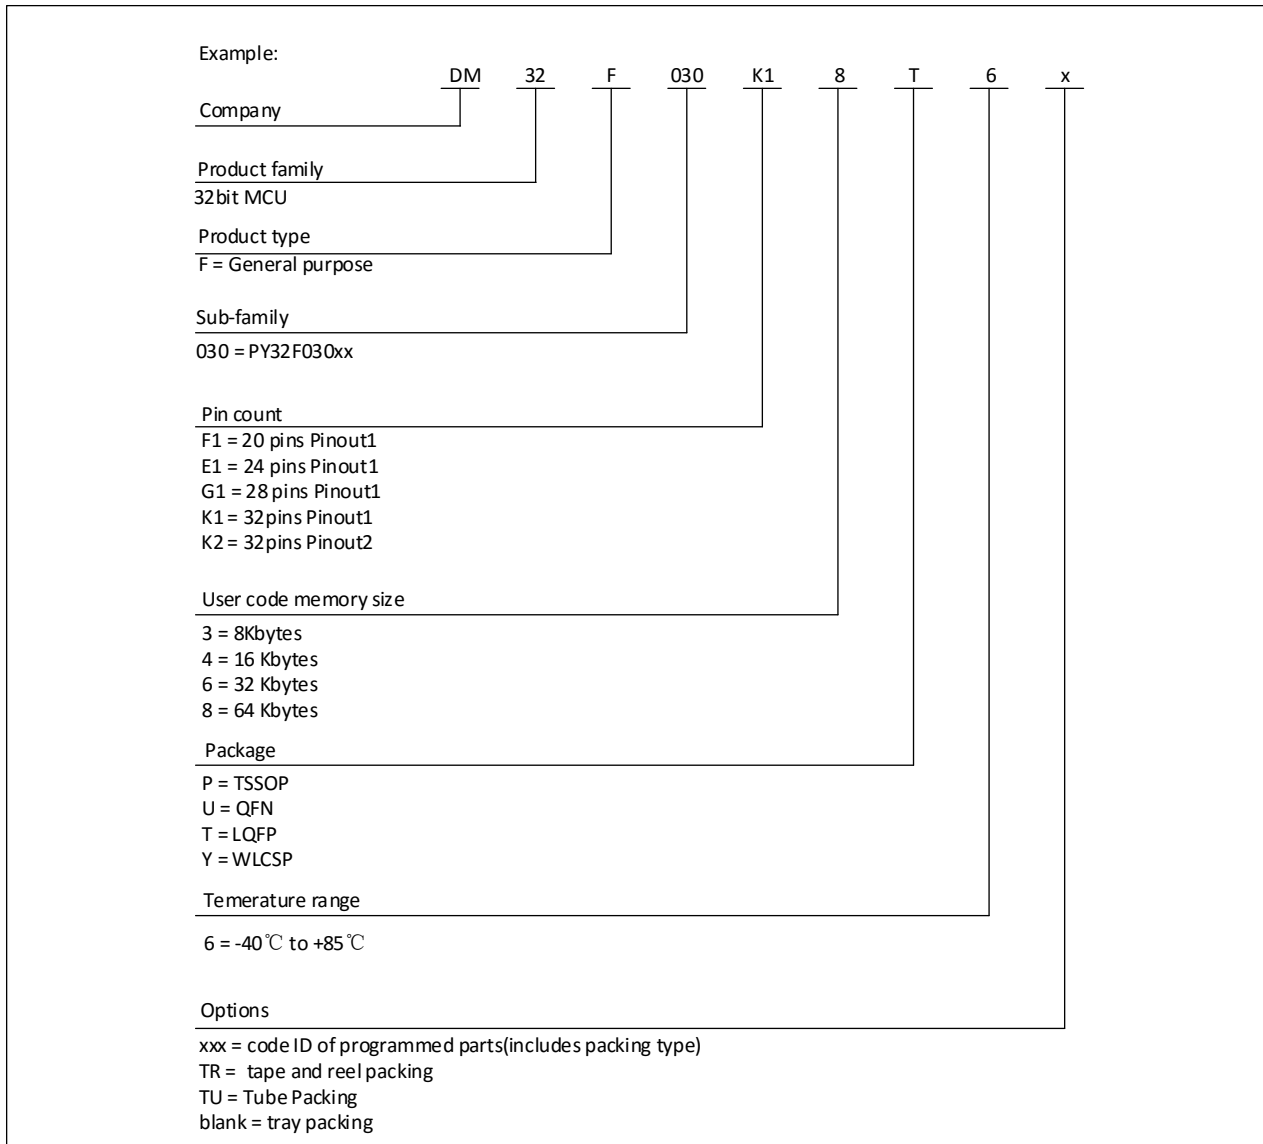 Example:
DM 32 F 030 K1 8 T 6 x
Company
Product family
32bit MCU
Product type
F = General purpose
Sub-family
030 = PY32F030xx
Pin count
F1 = 20 pins Pinout1
E1 = 24 pins Pinout1
G1 = 28 pins Pinout1
K1 = 32pins Pinout1
K2 = 32pins Pinout2
User code memory size
3 = 8Kbytes
4 = 16 Kbytes
6 = 32 Kbytes
8 = 64 Kbytes
Package
P = TSSOP
U = QFN
T = LQFP
Y = WLCSP
Temerature range
6 = -40℃ to +85℃
Options
xxx = code ID of programmed parts(includes packing type)
TR = tape and reel packing
TU = Tube Packing
blank = tray packing